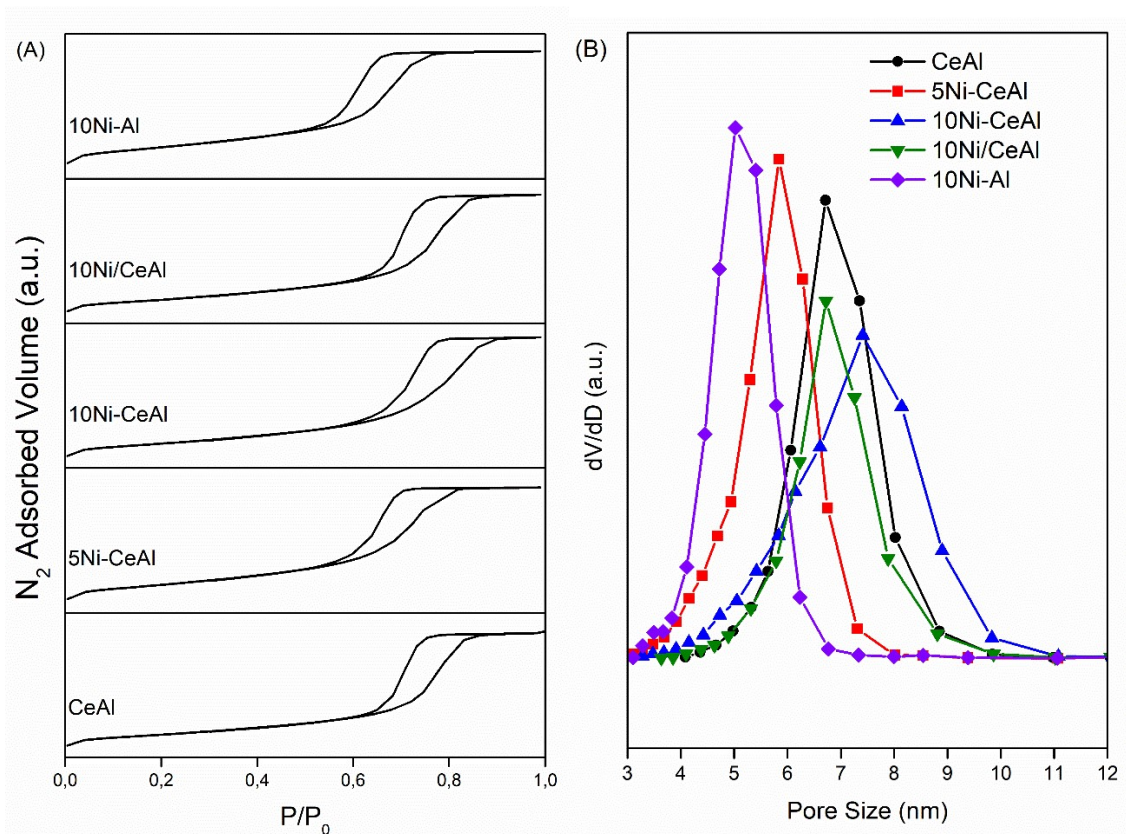 (A)
N₂ Adsorbed Volume (a.u.)
10Ni-Al
10Ni/CeAl
10Ni-CeAl
5Ni-CeAl
CeAl
0,0 0,2 0,4 0,6 0,8 1,0
P/P₀
(B)
CeAl
5Ni-CeAl
10Ni-CeAl
10Ni/CeAl
10Ni-Al
dV/dD (a.u.)
3 4 5 6 7 8 9 10 11 12
Pore Size (nm)